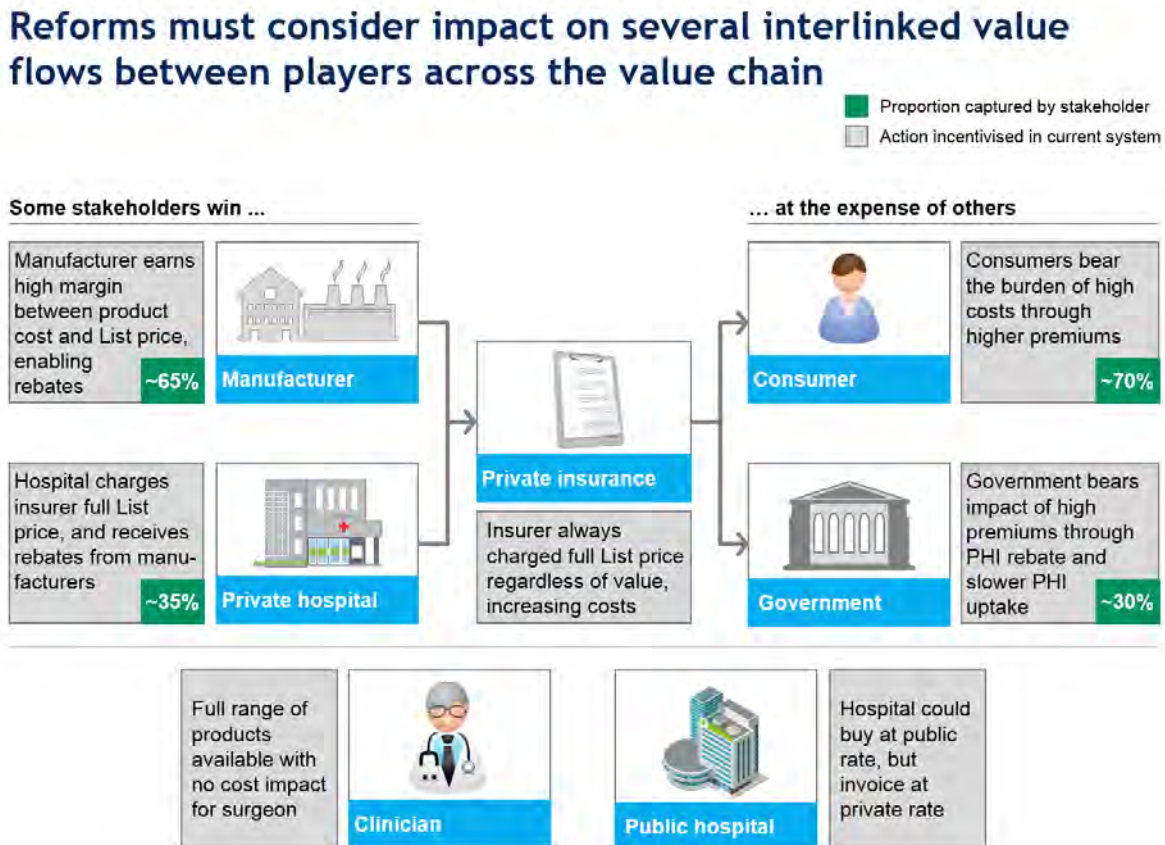 Reforms must consider impact on several interlinked value
flows between players across the value chain
Proportion captured by stakeholder
Action incentivised in current system
Some stakeholders win ...
... at the expense of others
Manufacturer earns
high margin
between product
cost and List price,
enabling
rebates
~65%
Manufacturer
Consumer
Consumers bear
the burden of high
costs through
higher premiums
~70%
Hospital charges
insurer full List
price, and receives
rebates from manu-
facturers
~35%
Private hospital
Private insurance
Insurer always
charged full List price
regardless of value,
increasing costs
Government
Government bears
impact of high
premiums through
PHI rebate and
slower PHI
uptake
~30%
Full range of
products
available with
no cost impact
for surgeon
Clinician
Public hospital
Hospital could
buy at public
rate, but
invoice at
private rate